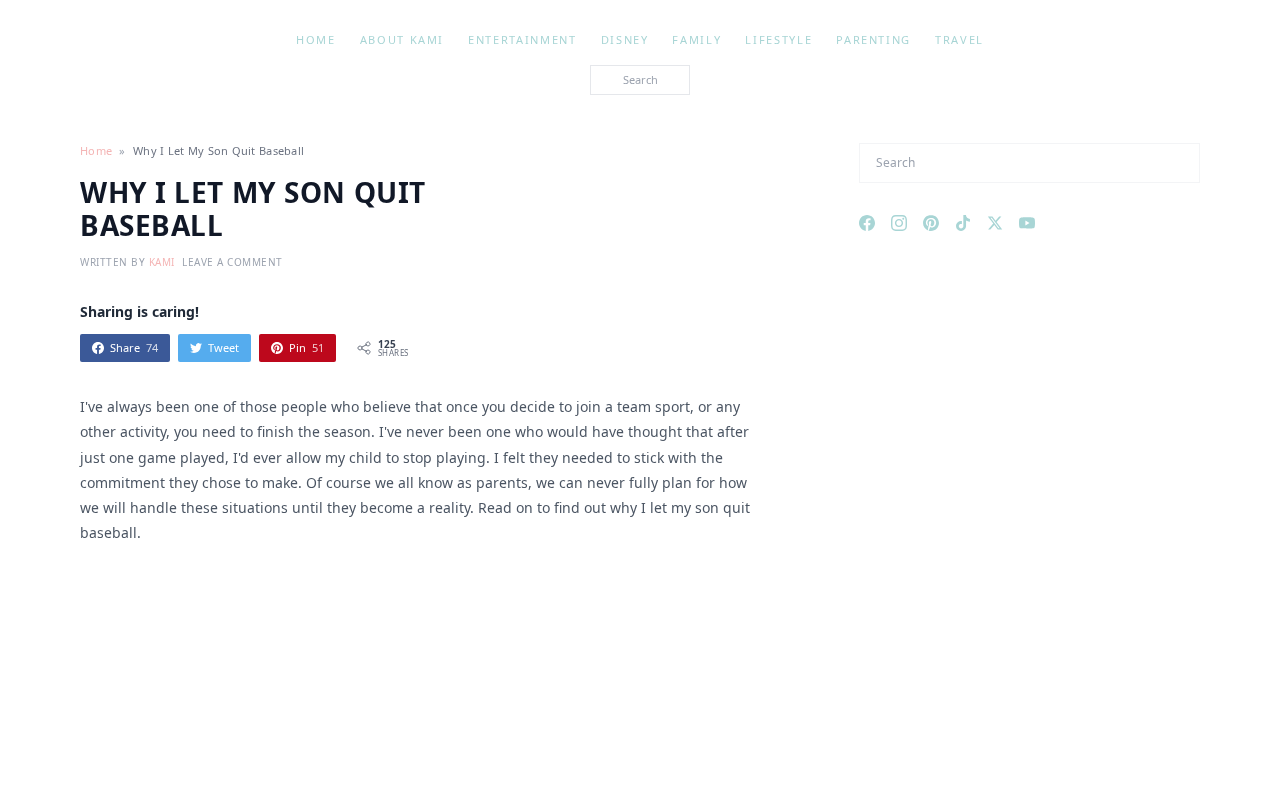 HOME ABOUT KAMI ENTERTAINMENT DISNEY FAMILY LIFESTYLE PARENTING TRAVEL
Search
Home » Why I Let My Son Quit Baseball
WHY I LET MY SON QUIT
BASEBALL
WRITTEN BY KAMI LEAVE A COMMENT
Sharing is caring!
Share 74 Tweet Pin 51 125 SHARES
I've always been one of those people who believe that once you decide to join a team sport, or any
other activity, you need to finish the season. I've never been one who would have thought that after
just one game played, I'd ever allow my child to stop playing. I felt they needed to stick with the
commitment they chose to make. Of course we all know as parents, we can never fully plan for how
we will handle these situations until they become a reality. Read on to find out why I let my son quit
baseball.
Search